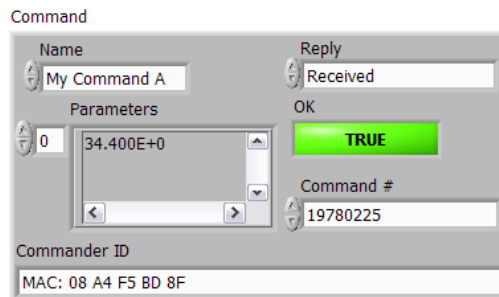 Command
Name
My Command A
Reply
Received
Parameters
0
34.400E+0
OK
TRUE
Command #
19780225
Commander ID
MAC: 08 A4 F5 BD 8F